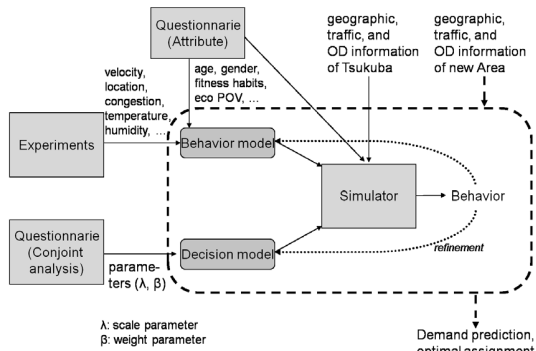 Questionnarie
(Attribute)
geographic,
traffic, and
OD information
of Tsukuba
geographic,
traffic, and
OD information
of new Area
velocity,
location,
congestion,
temperature,
humidity, ...
age, gender,
fitness habits,
eco POV, ...
Experiments
Behavior model
Simulator
Behavior
Questionnarie
(Conjoint
analysis)
Decision model
refinement
parame-
ters (λ, β)
λ: scale parameter
β: weight parameter
Demand prediction,
optimal assignment